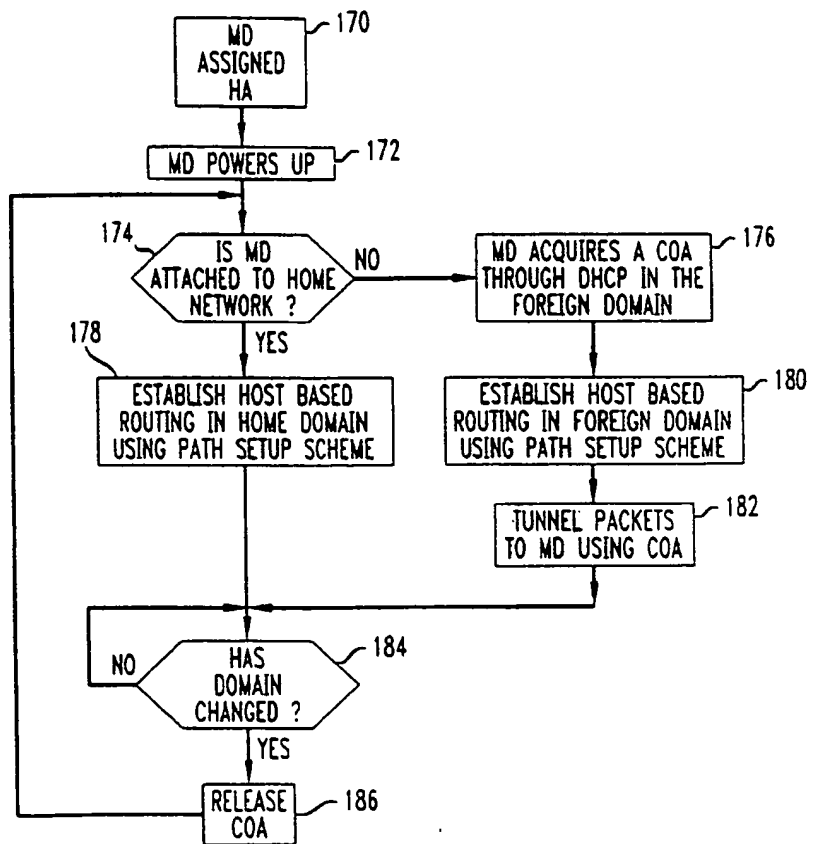 170
MD
ASSIGNED
HA
MD POWERS UP
172
174
IS MD
ATTACHED TO HOME
NETWORK ?
NO
YES
MD ACQUIRES A COA
THROUGH DHCP IN THE
FOREIGN DOMAIN
176
178
ESTABLISH HOST BASED
ROUTING IN HOME DOMAIN
USING PATH SETUP SCHEME
ESTABLISH HOST BASED
ROUTING IN FOREIGN DOMAIN
USING PATH SETUP SCHEME
180
TUNNEL PACKETS
TO MD USING COA
182
NO
HAS
DOMAIN
CHANGED ?
184
YES
RELEASE
COA
186